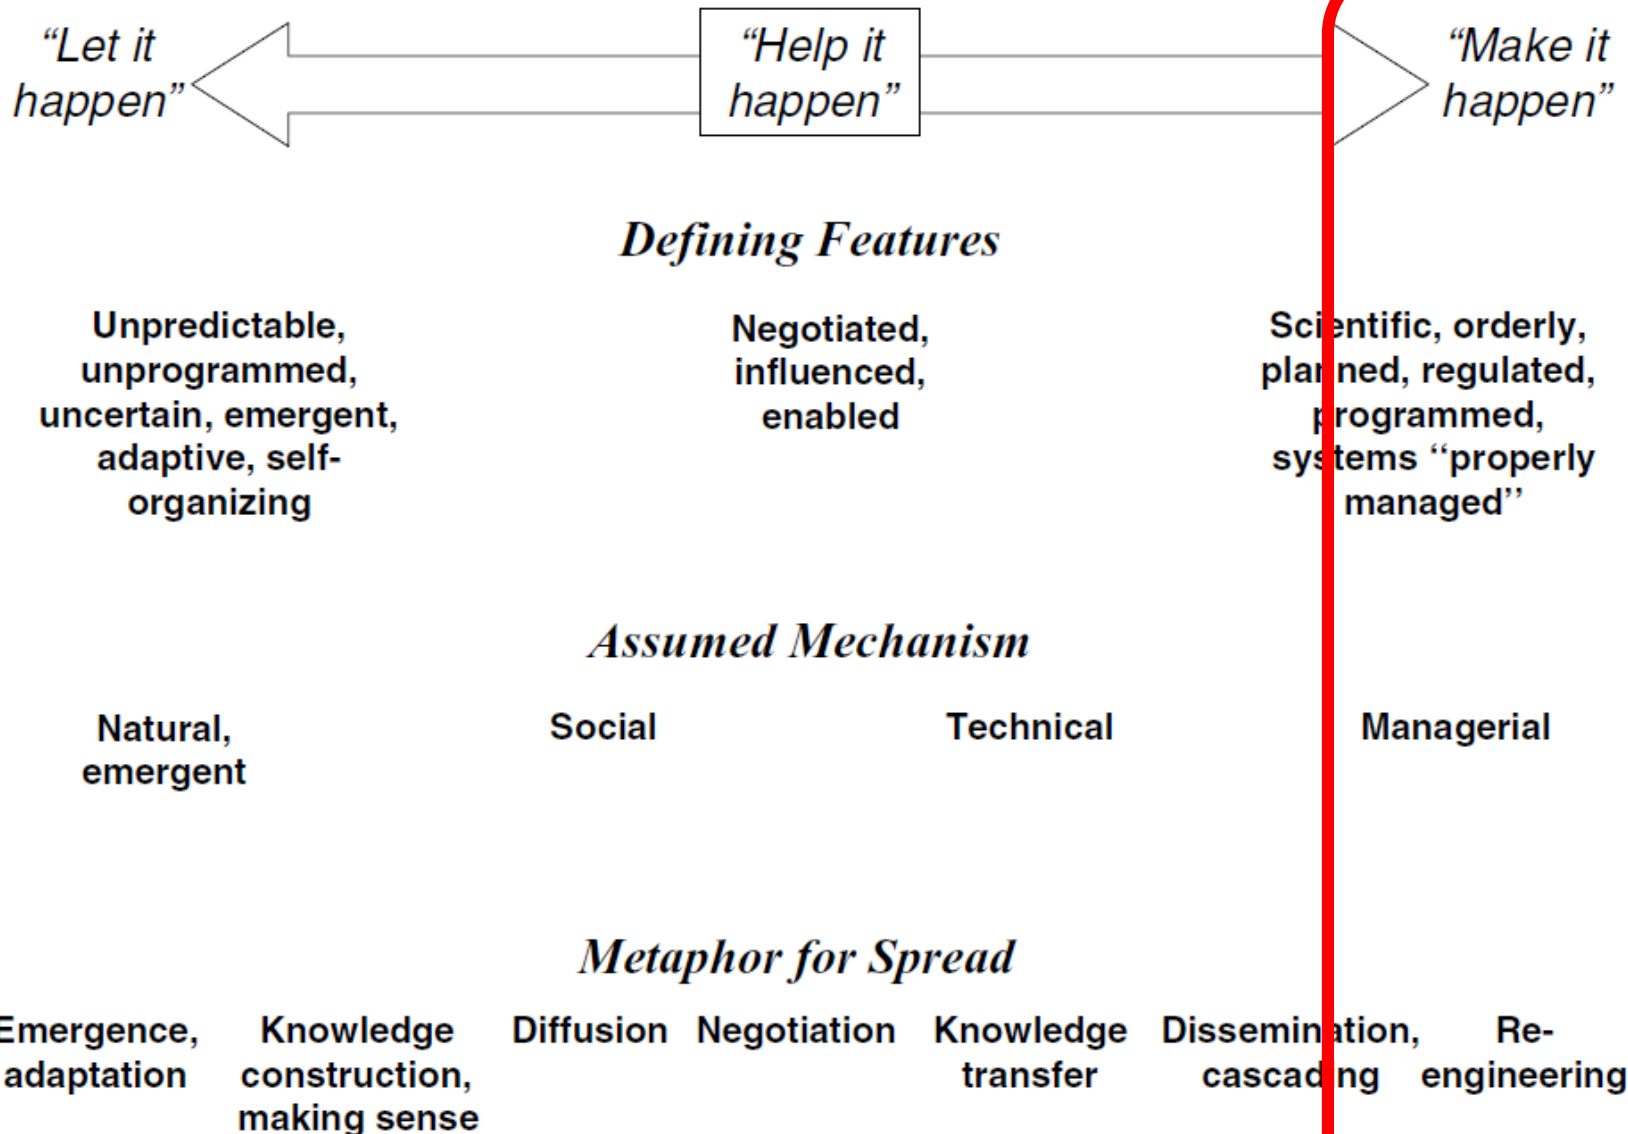 “Let it
happen”
“Help it
happen”
“Make it
happen”
Defining Features
Unpredictable,
unprogrammed,
uncertain, emergent,
adaptive, self-
organizing
Negotiated,
influenced,
enabled
Scientific, orderly,
planned, regulated,
programmed,
systems ‘‘properly
managed’’
Assumed Mechanism
Natural,
emergent
Social
Technical
Managerial
Metaphor for Spread
Emergence,
adaptation
Knowledge
construction,
making sense
Diffusion
Negotiation
Knowledge
transfer
Dissemination,
cascading
Re-
engineering